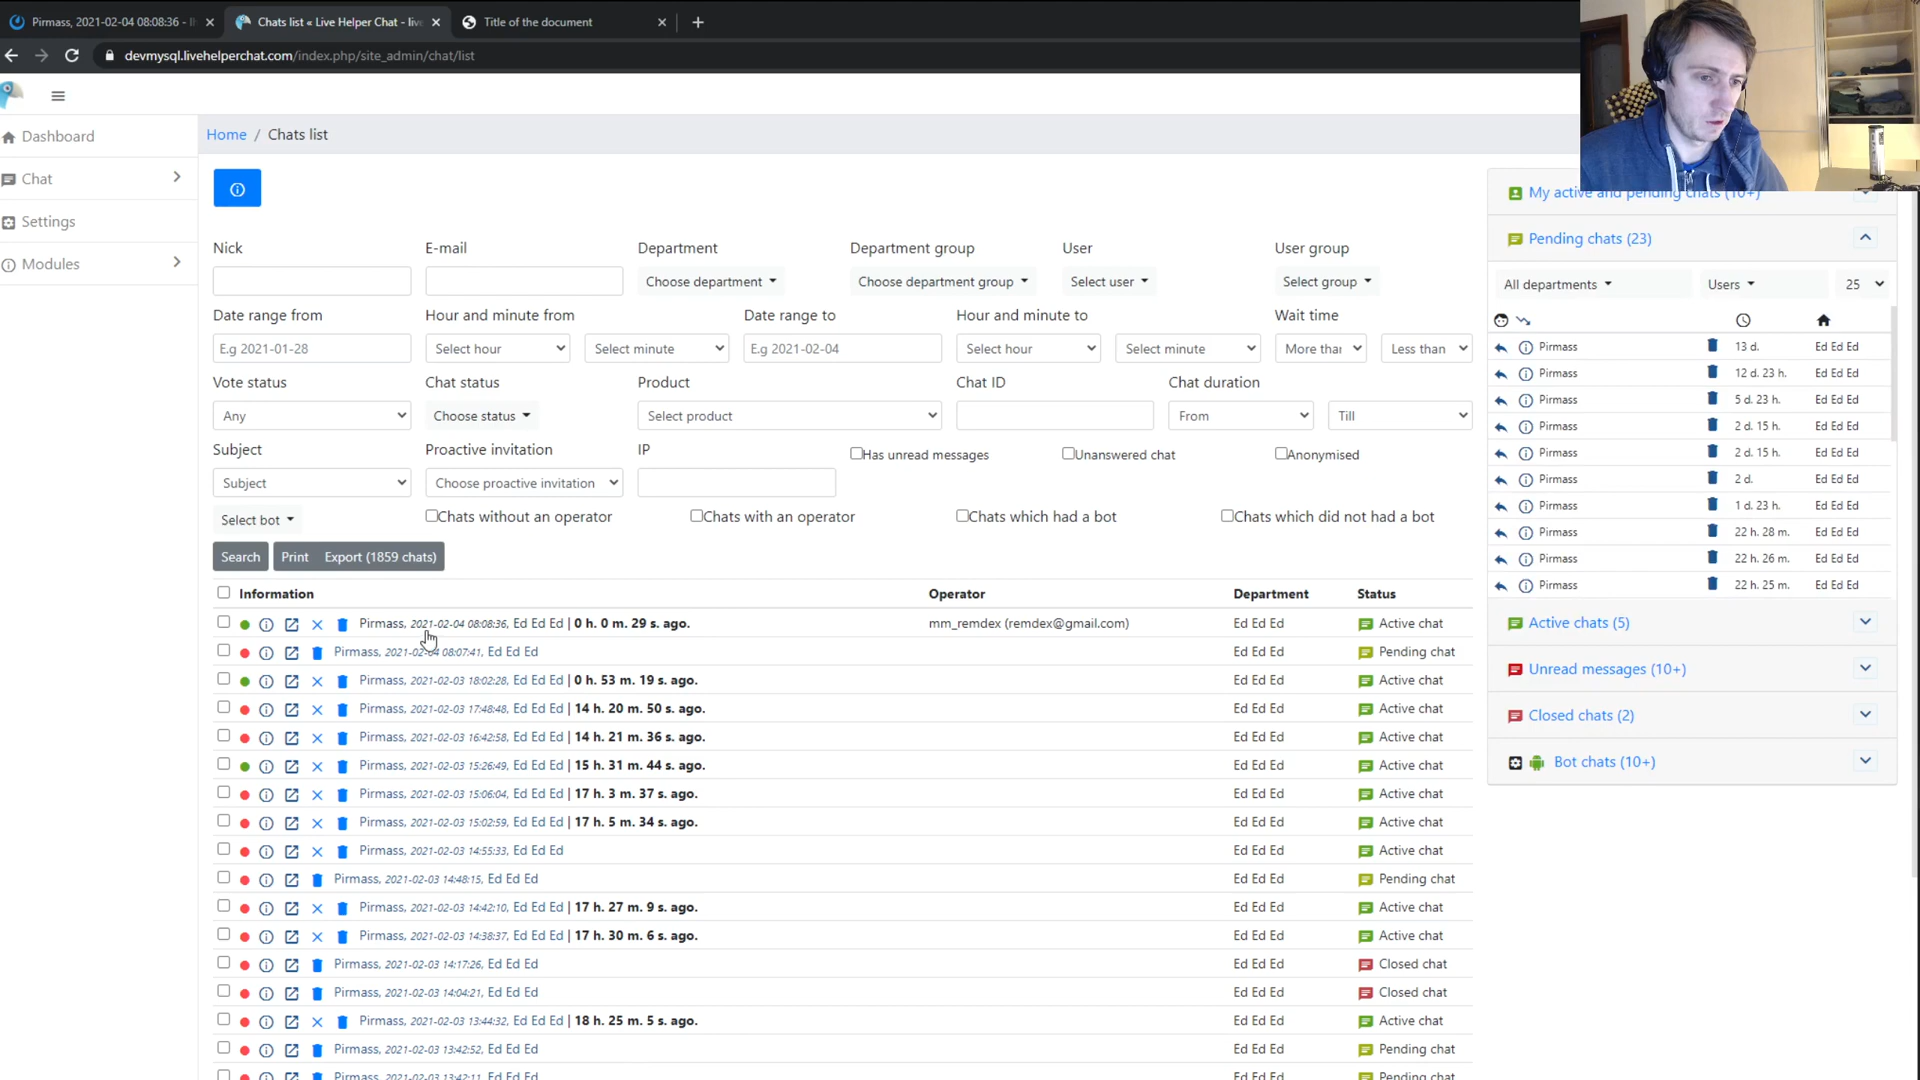 Pirmass, 2021-02-04 08:08:36 -
Chats list « Live Helper Chat - live
Title of the document
devmysql.livehelperchat.com/index.php/site_admin/chat/list
Dashboard
Chat
Settings
Modules
Home / Chats list
Nick
E-mail
Department
Department group
User
User group
Choose department
Choose department group
Select user
Select group
Date range from
Hour and minute from
Date range to
Hour and minute to
Wait time
E.g 2021-01-28
Select hour
Select minute
E.g 2021-02-04
Select hour
Select minute
More than
Less than
Vote status
Chat status
Product
Chat ID
Chat duration
Any
Choose status
Select product
From
Till
Subject
Proactive invitation
IP
Has unread messages
Unanswered chat
Anonymised
Subject
Choose proactive invitation
Select bot
Chats without an operator
Chats with an operator
Chats which had a bot
Chats which did not had a bot
Search
Print
Export (1859 chats)
Information Operator Department Status
Pirmass, 2021-02-04 08:08:36, Ed Ed Ed | 0 h. 0 m. 29 s. ago. mm_remdex (remdex@gmail.com) Ed Ed Ed Active chat
Pirmass, 2021-02-04 08:07:41, Ed Ed Ed Ed Ed Ed Pending chat
Pirmass, 2021-02-03 18:02:28, Ed Ed Ed | 0 h. 53 m. 19 s. ago. Ed Ed Ed Active chat
Pirmass, 2021-02-03 17:48:48, Ed Ed Ed | 14 h. 20 m. 50 s. ago. Ed Ed Ed Active chat
Pirmass, 2021-02-03 16:42:58, Ed Ed Ed | 14 h. 21 m. 36 s. ago. Ed Ed Ed Active chat
Pirmass, 2021-02-03 15:26:49, Ed Ed Ed | 15 h. 31 m. 44 s. ago. Ed Ed Ed Active chat
Pirmass, 2021-02-03 15:06:04, Ed Ed Ed | 17 h. 3 m. 37 s. ago. Ed Ed Ed Active chat
Pirmass, 2021-02-03 15:02:59, Ed Ed Ed | 17 h. 5 m. 34 s. ago. Ed Ed Ed Active chat
Pirmass, 2021-02-03 14:55:33, Ed Ed Ed Ed Ed Ed Active chat
Pirmass, 2021-02-03 14:48:15, Ed Ed Ed Ed Ed Ed Pending chat
Pirmass, 2021-02-03 14:42:10, Ed Ed Ed | 17 h. 27 m. 9 s. ago. Ed Ed Ed Active chat
Pirmass, 2021-02-03 14:38:37, Ed Ed Ed | 17 h. 30 m. 6 s. ago. Ed Ed Ed Active chat
Pirmass, 2021-02-03 14:17:26, Ed Ed Ed Ed Ed Ed Closed chat
Pirmass, 2021-02-03 14:04:21, Ed Ed Ed Ed Ed Ed Closed chat
Pirmass, 2021-02-03 13:44:32, Ed Ed Ed | 18 h. 25 m. 5 s. ago. Ed Ed Ed Active chat
Pirmass, 2021-02-03 13:42:52, Ed Ed Ed Ed Ed Ed Pending chat
Pirmass, 2021-02-03 13:42:11, Ed Ed Ed Ed Ed Ed Pending chat
My active and pending chats (10+)
Pending chats (23)
All departments
Users
25
Pirmass 13 d. Ed Ed Ed
Pirmass 12 d. 23 h. Ed Ed Ed
Pirmass 5 d. 23 h. Ed Ed Ed
Pirmass 2 d. 15 h. Ed Ed Ed
Pirmass 2 d. 15 h. Ed Ed Ed
Pirmass 2 d. Ed Ed Ed
Pirmass 1 d. 23 h. Ed Ed Ed
Pirmass 22 h. 28 m. Ed Ed Ed
Pirmass 22 h. 26 m. Ed Ed Ed
Pirmass 22 h. 25 m. Ed Ed Ed
Active chats (5)
Unread messages (10+)
Closed chats (2)
Bot chats (10+)